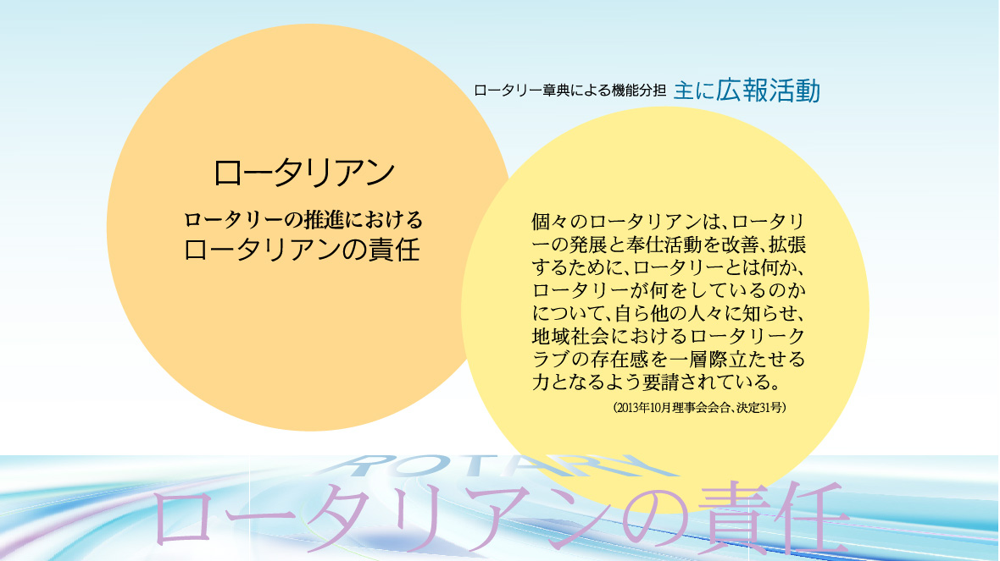 ロータリー章典による機能分担 主に広報活動
ロータリアン
ロータリーの推進における
ロータリアンの責任
個々のロータリアンは、ロータリ
ーの発展と奉仕活動を改善、拡張
するために、ロータリーとは何か、
ロータリーが何をしているのか
について、自ら他の人々に知らせ、
地域社会におけるロータリーク
ラブの存在感を一層際立たせる
力となるよう要請されている。
（2013年10月理事会会合、決定31号）
ROTARY
ロータリアンの責任